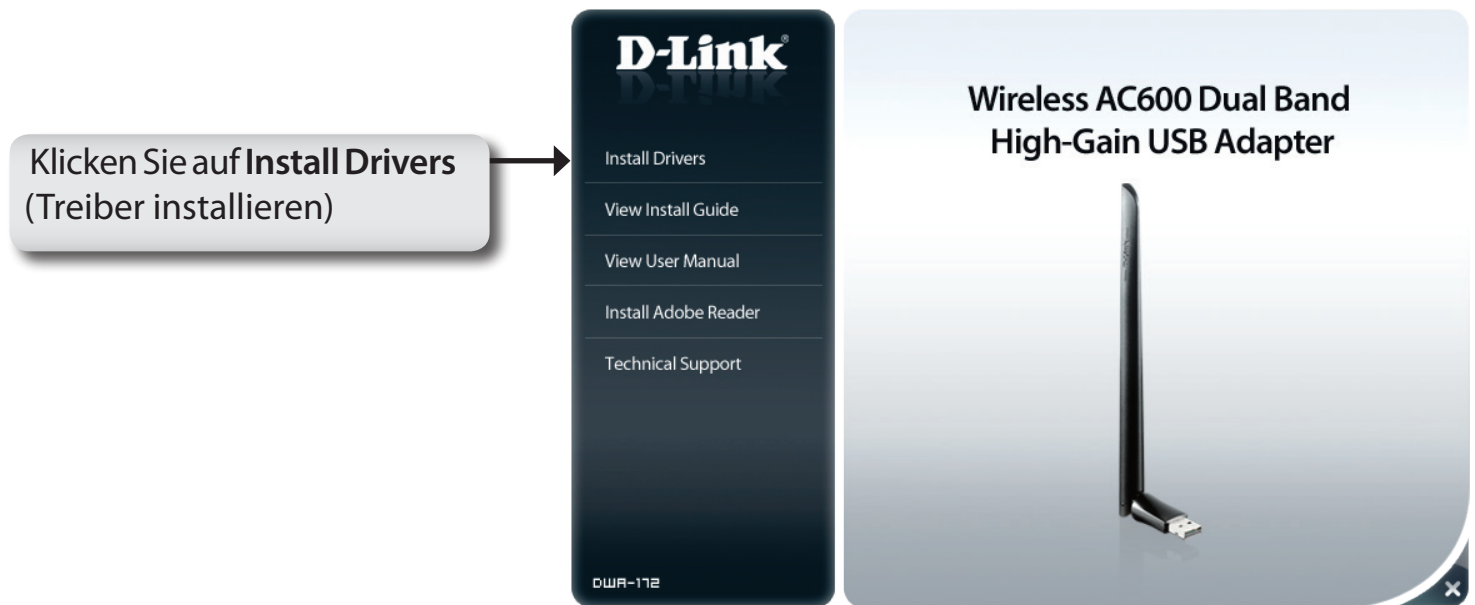 Klicken Sie auf Install Drivers
(Treiber installieren)
D-Link®
Install Drivers
View Install Guide
View User Manual
Install Adobe Reader
Technical Support
DWA-172
Wireless AC600 Dual Band
High-Gain USB Adapter